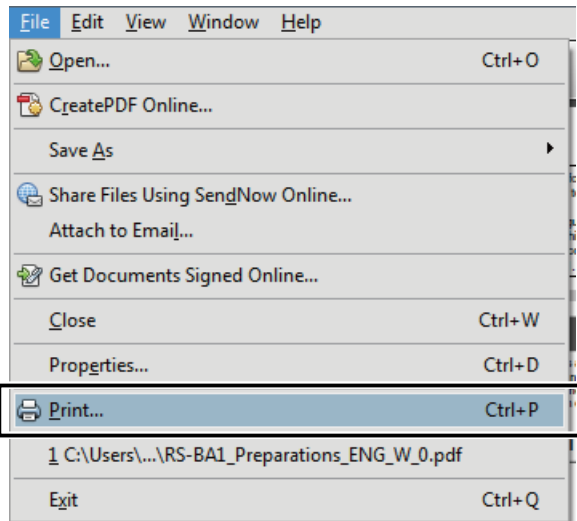 File Edit View Window Help
Open... Ctrl+O
CreatePDF Online...
Save As
Share Files Using SendNow Online...
Attach to Email...
Get Documents Signed Online...
Close Ctrl+W
Properties... Ctrl+D
Print... Ctrl+P
1 C:\Users\...\RS-BA1_Preparations_ENG_W_0.pdf
Exit Ctrl+Q